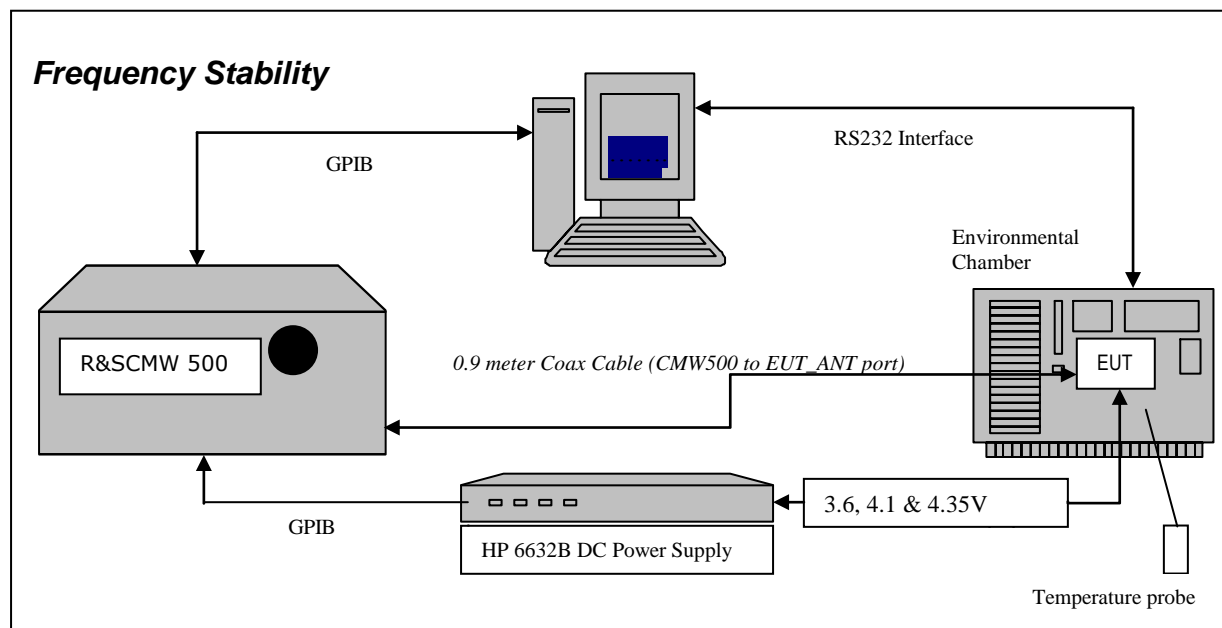 Frequency Stability
GPIB
RS232 Interface
Environmental
Chamber
R&SCMW 500
0.9 meter Coax Cable (CMW500 to EUT_ANT port)
EUT
3.6, 4.1 & 4.35V
GPIB
HP 6632B DC Power Supply
Temperature probe